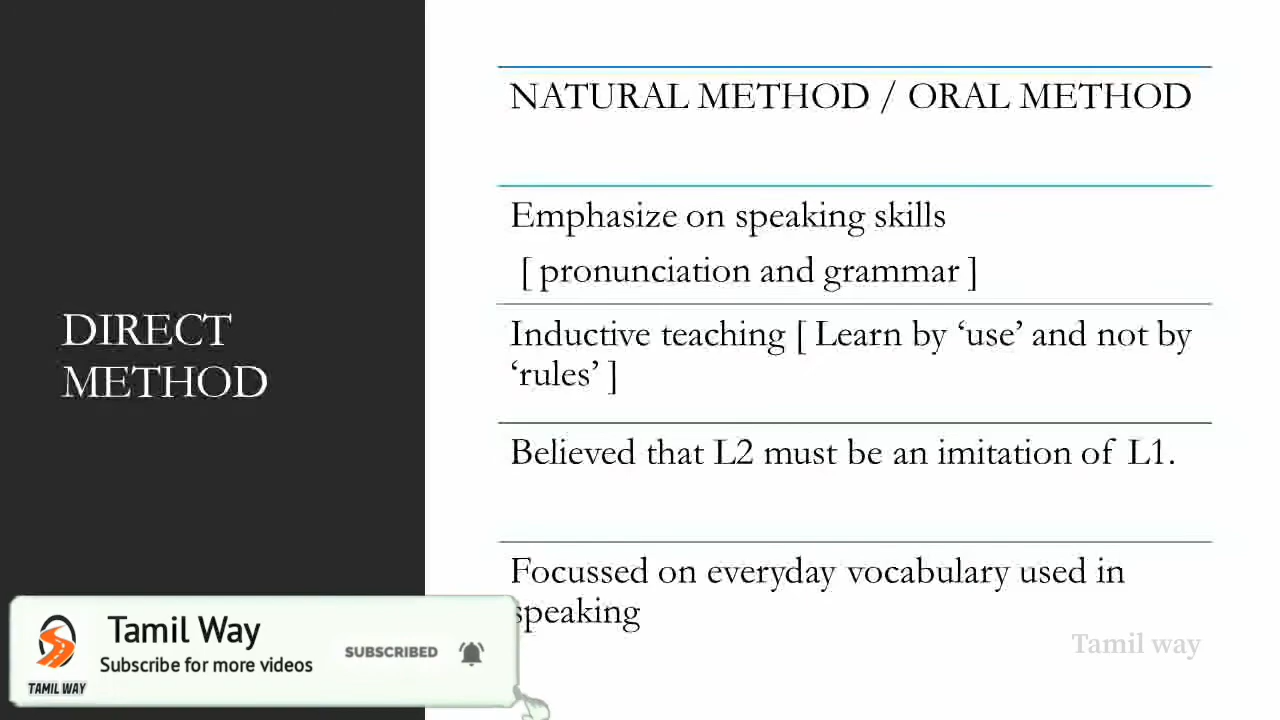 DIRECT
METHOD
NATURAL METHOD / ORAL METHOD
Emphasize on speaking skills
[ pronunciation and grammar ]
Inductive teaching [ Learn by ‘use’ and not by
‘rules’ ]
Believed that L2 must be an imitation of L1.
Focussed on everyday vocabulary used in
speaking
Tamil Way
Subscribe for more videos
SUBSCRIBED
TAMIL WAY
Tamil way